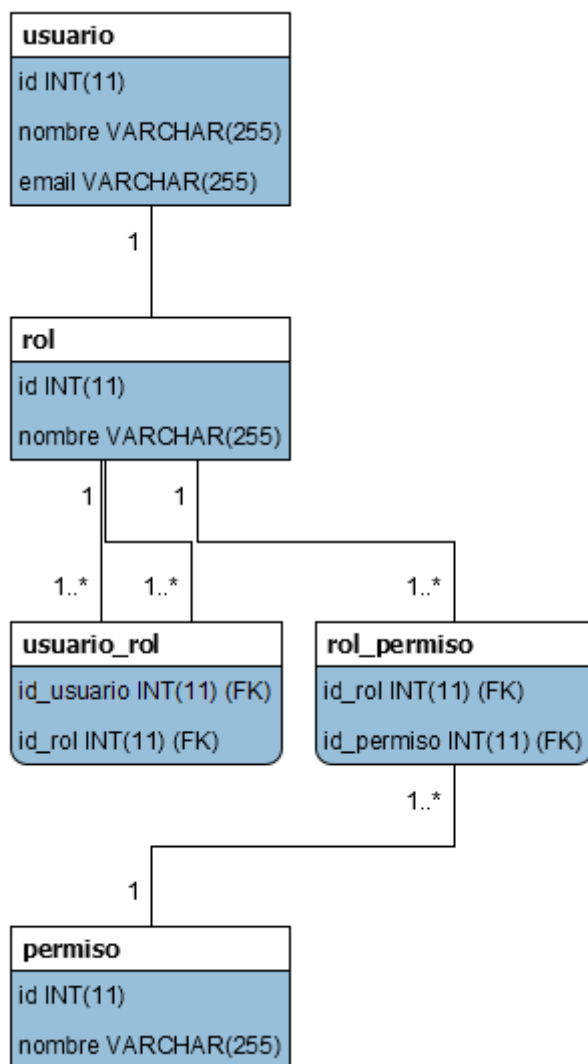 usuario
id INT(11)
nombre VARCHAR(255)
email VARCHAR(255)
1
rol
id INT(11)
nombre VARCHAR(255)
1
1
1..*
1..*
1..*
usuario_rol
id_usuario INT(11) (FK)
id_rol INT(11) (FK)
rol_permiso
id_rol INT(11) (FK)
id_permiso INT(11) (FK)
1..*
1
permiso
id INT(11)
nombre VARCHAR(255)